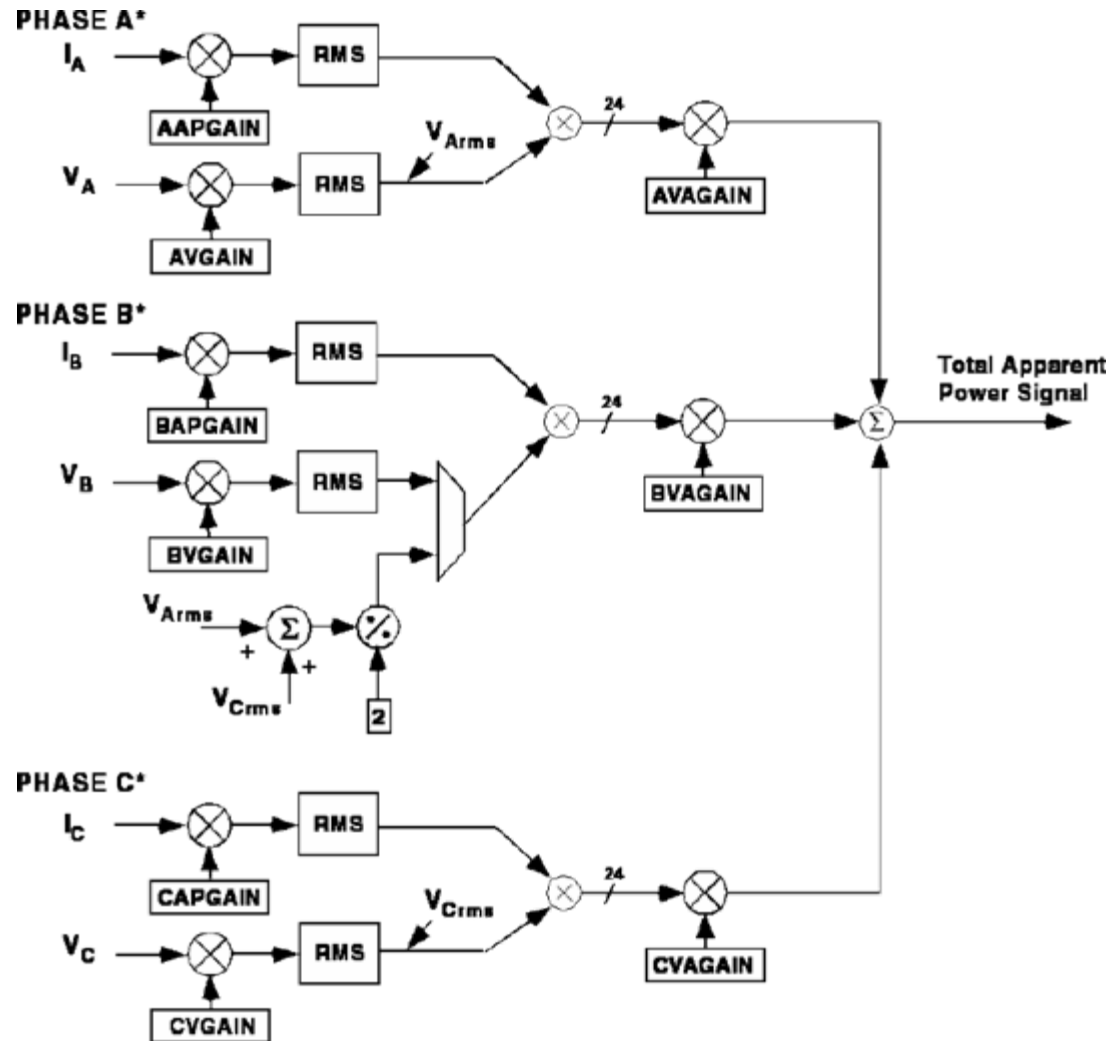 PHASE A*
I_A
RMS
AAPGAIN
24
V_Arms
V_A
RMS
AVGAIN
AVAGAIN
PHASE B*
I_B
RMS
BAPGAIN
24
Total Apparent
Power Signal
Σ
V_B
RMS
BVGAIN
BVAGAIN
V_Arms
Σ
+
+
V_Crms
2
PHASE C*
I_C
RMS
CAPGAIN
24
V_Crms
V_C
RMS
CVGAIN
CVAGAIN